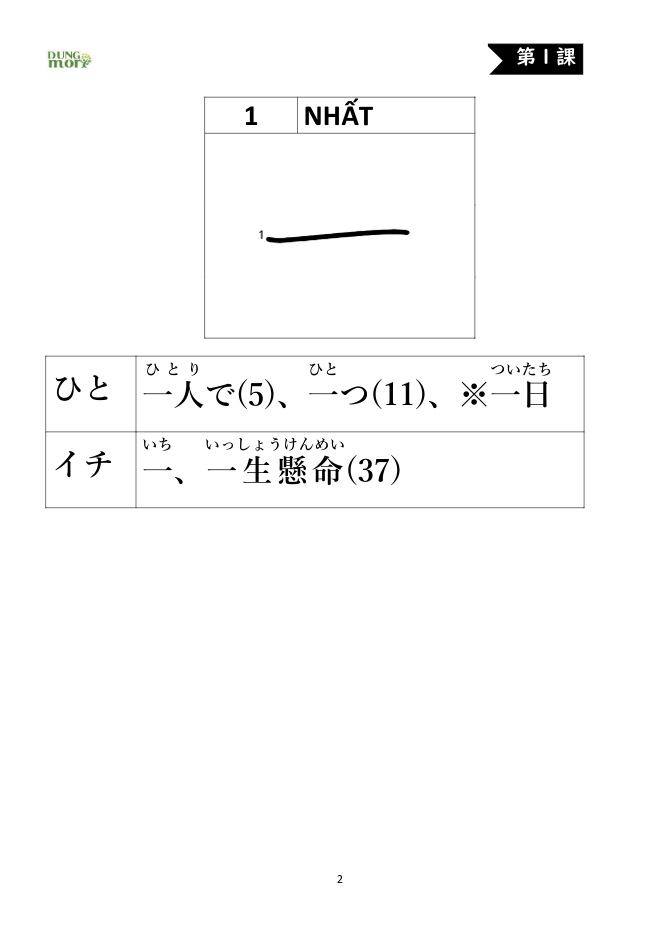 DUNG
mori
第1課
1 NHẤT
1
ひとり ひと ついたち
ひと 一人で(5)、一つ(11)、※一日
いち いっしょうけんめい
イチ 一、一生懸命(37)
2